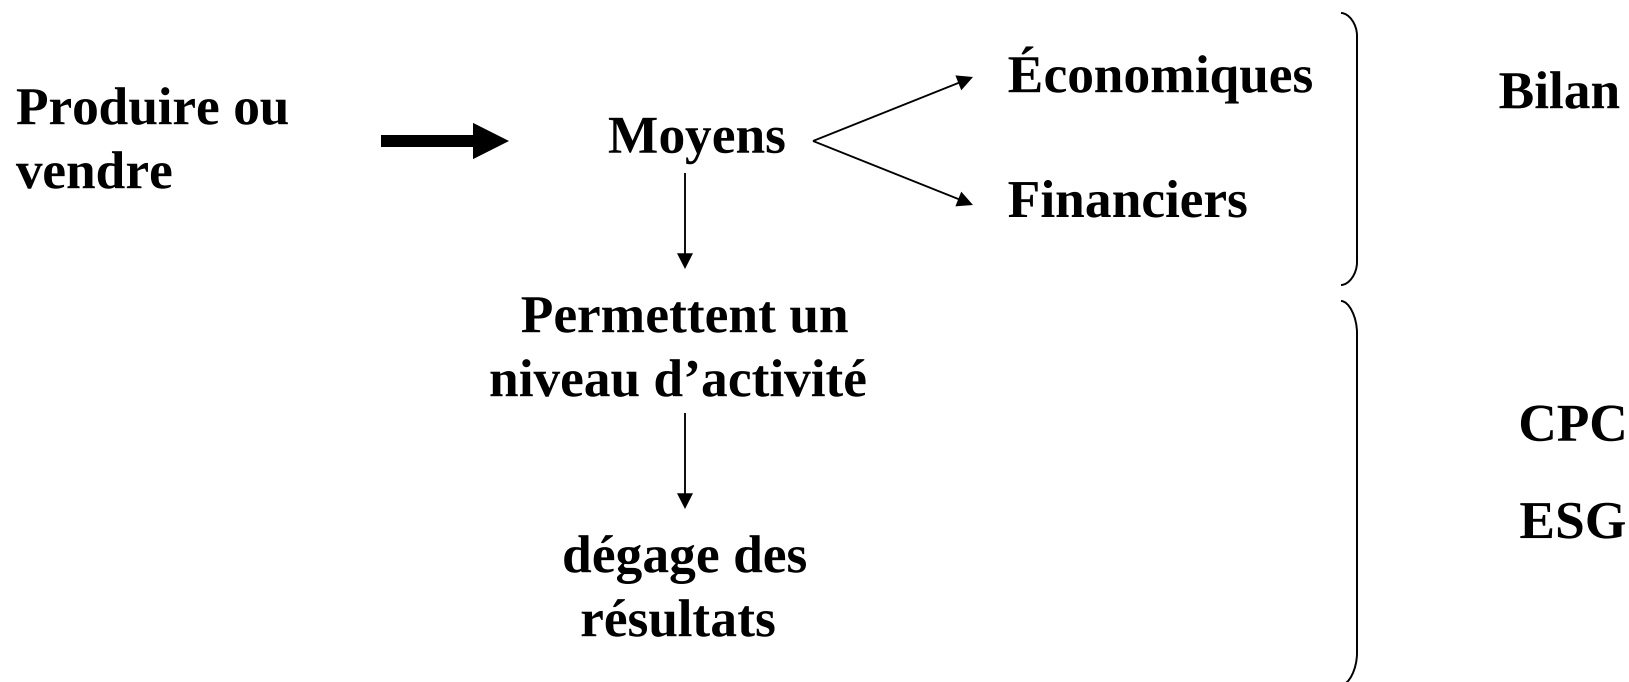 Produire ou
vendre
Moyens
Économiques
Financiers
Bilan
Permettent un
niveau d’activité
dégage des
résultats
CPC
ESG